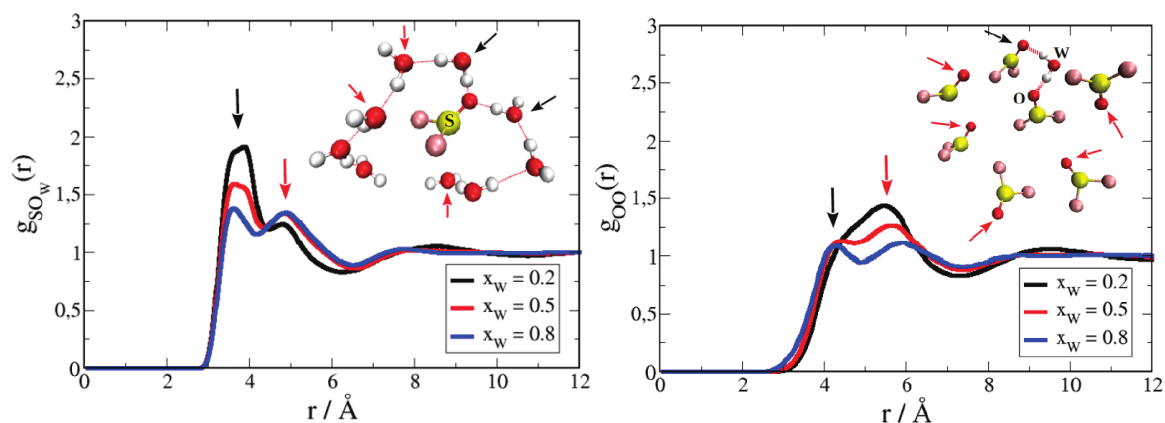 3
2,5
2
1,5
1
0,5
0
g_SO_W(r)
S
x_W = 0.2
x_W = 0.5
x_W = 0.8
0 2 4 6 8 10 12
r / Å
3
2,5
2
1,5
1
0,5
0
g_OO(r)
W
O
x_W = 0.2
x_W = 0.5
x_W = 0.8
0 2 4 6 8 10 12
r / Å